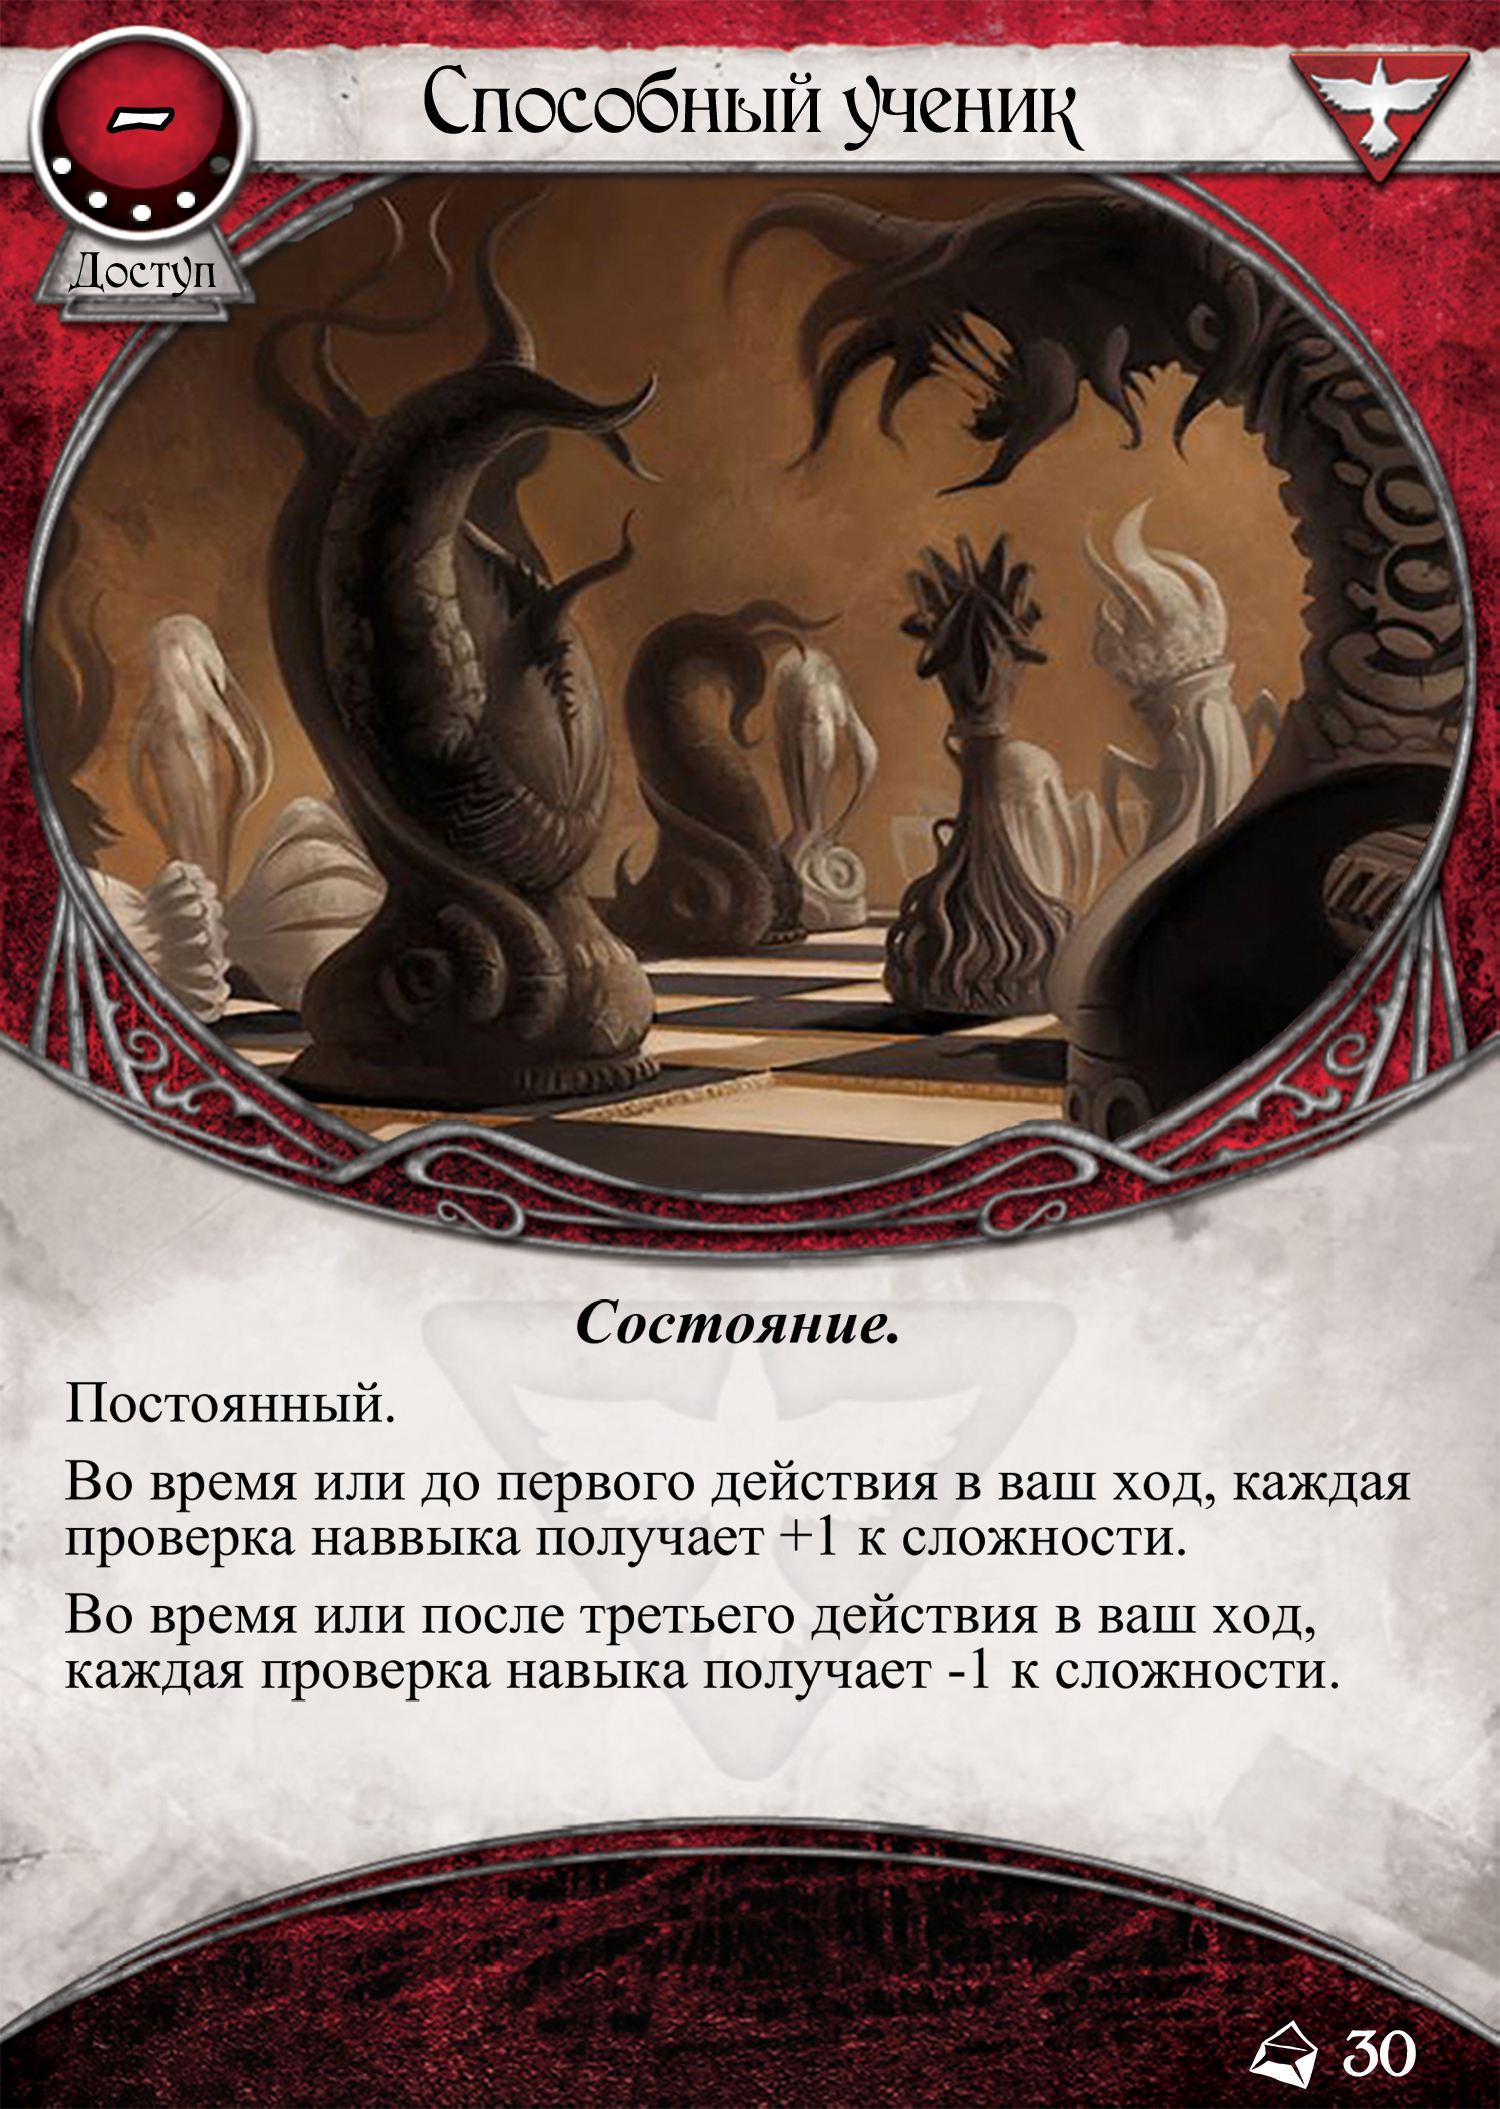 –
Способный ученик
Доступ
Состояние.
Постоянный.
Во время или до первого действия в ваш ход, каждая
проверка наввыка получает +1 к сложности.
Во время или после третьего действия в ваш ход,
каждая проверка навыка получает -1 к сложности.
30